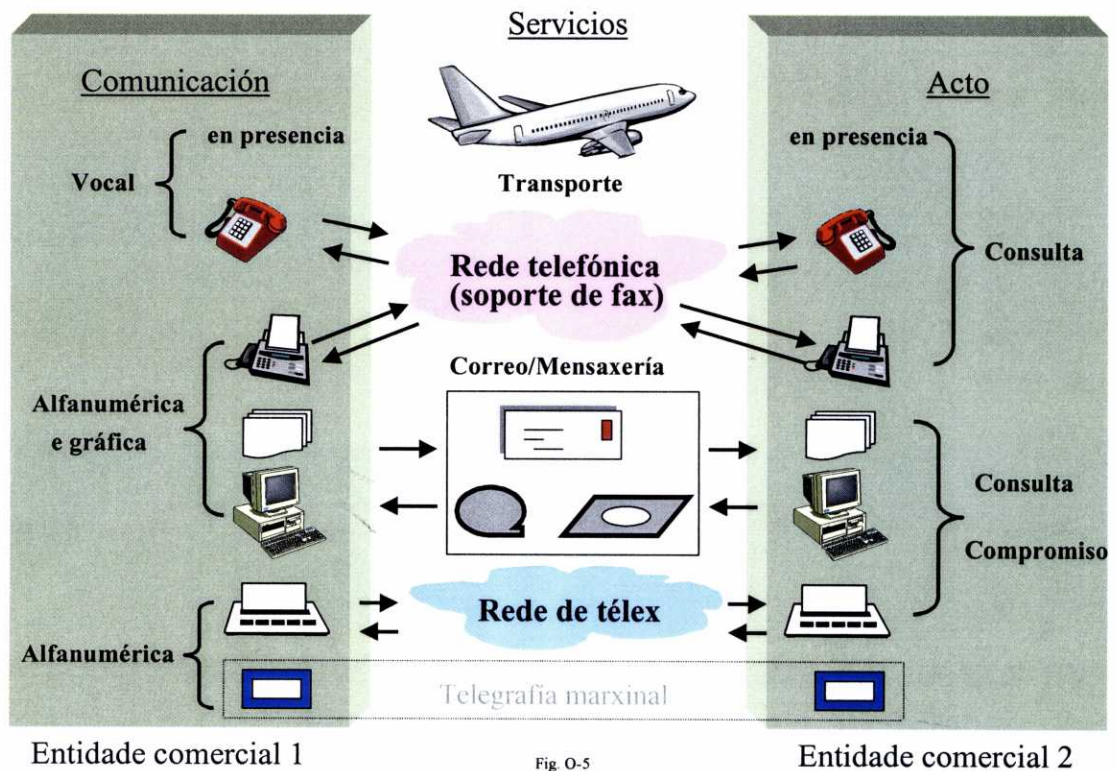 Servicios
Comunicación
Acto
en presencia
en presencia
Vocal
Transporte
Consulta
Rede telefónica
(soporte de fax)
Correo/Mensaxería
Alfanumérica
e gráfica
Consulta
Compromiso
Rede de télex
Alfanumérica
Telegrafía marxinal
Entidade comercial 1
Fig. O-5
Entidade comercial 2